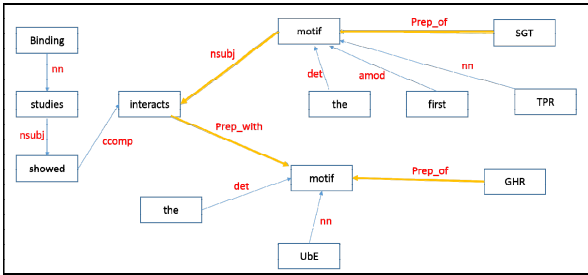 Prep_of
motif
SGT
Binding
nsubj
nn
det
amod
nn
studies
interacts
the
first
TPR
nsubj
Prep_with
ccomp
showed
motif
Prep_of
GHR
det
the
nn
UbE